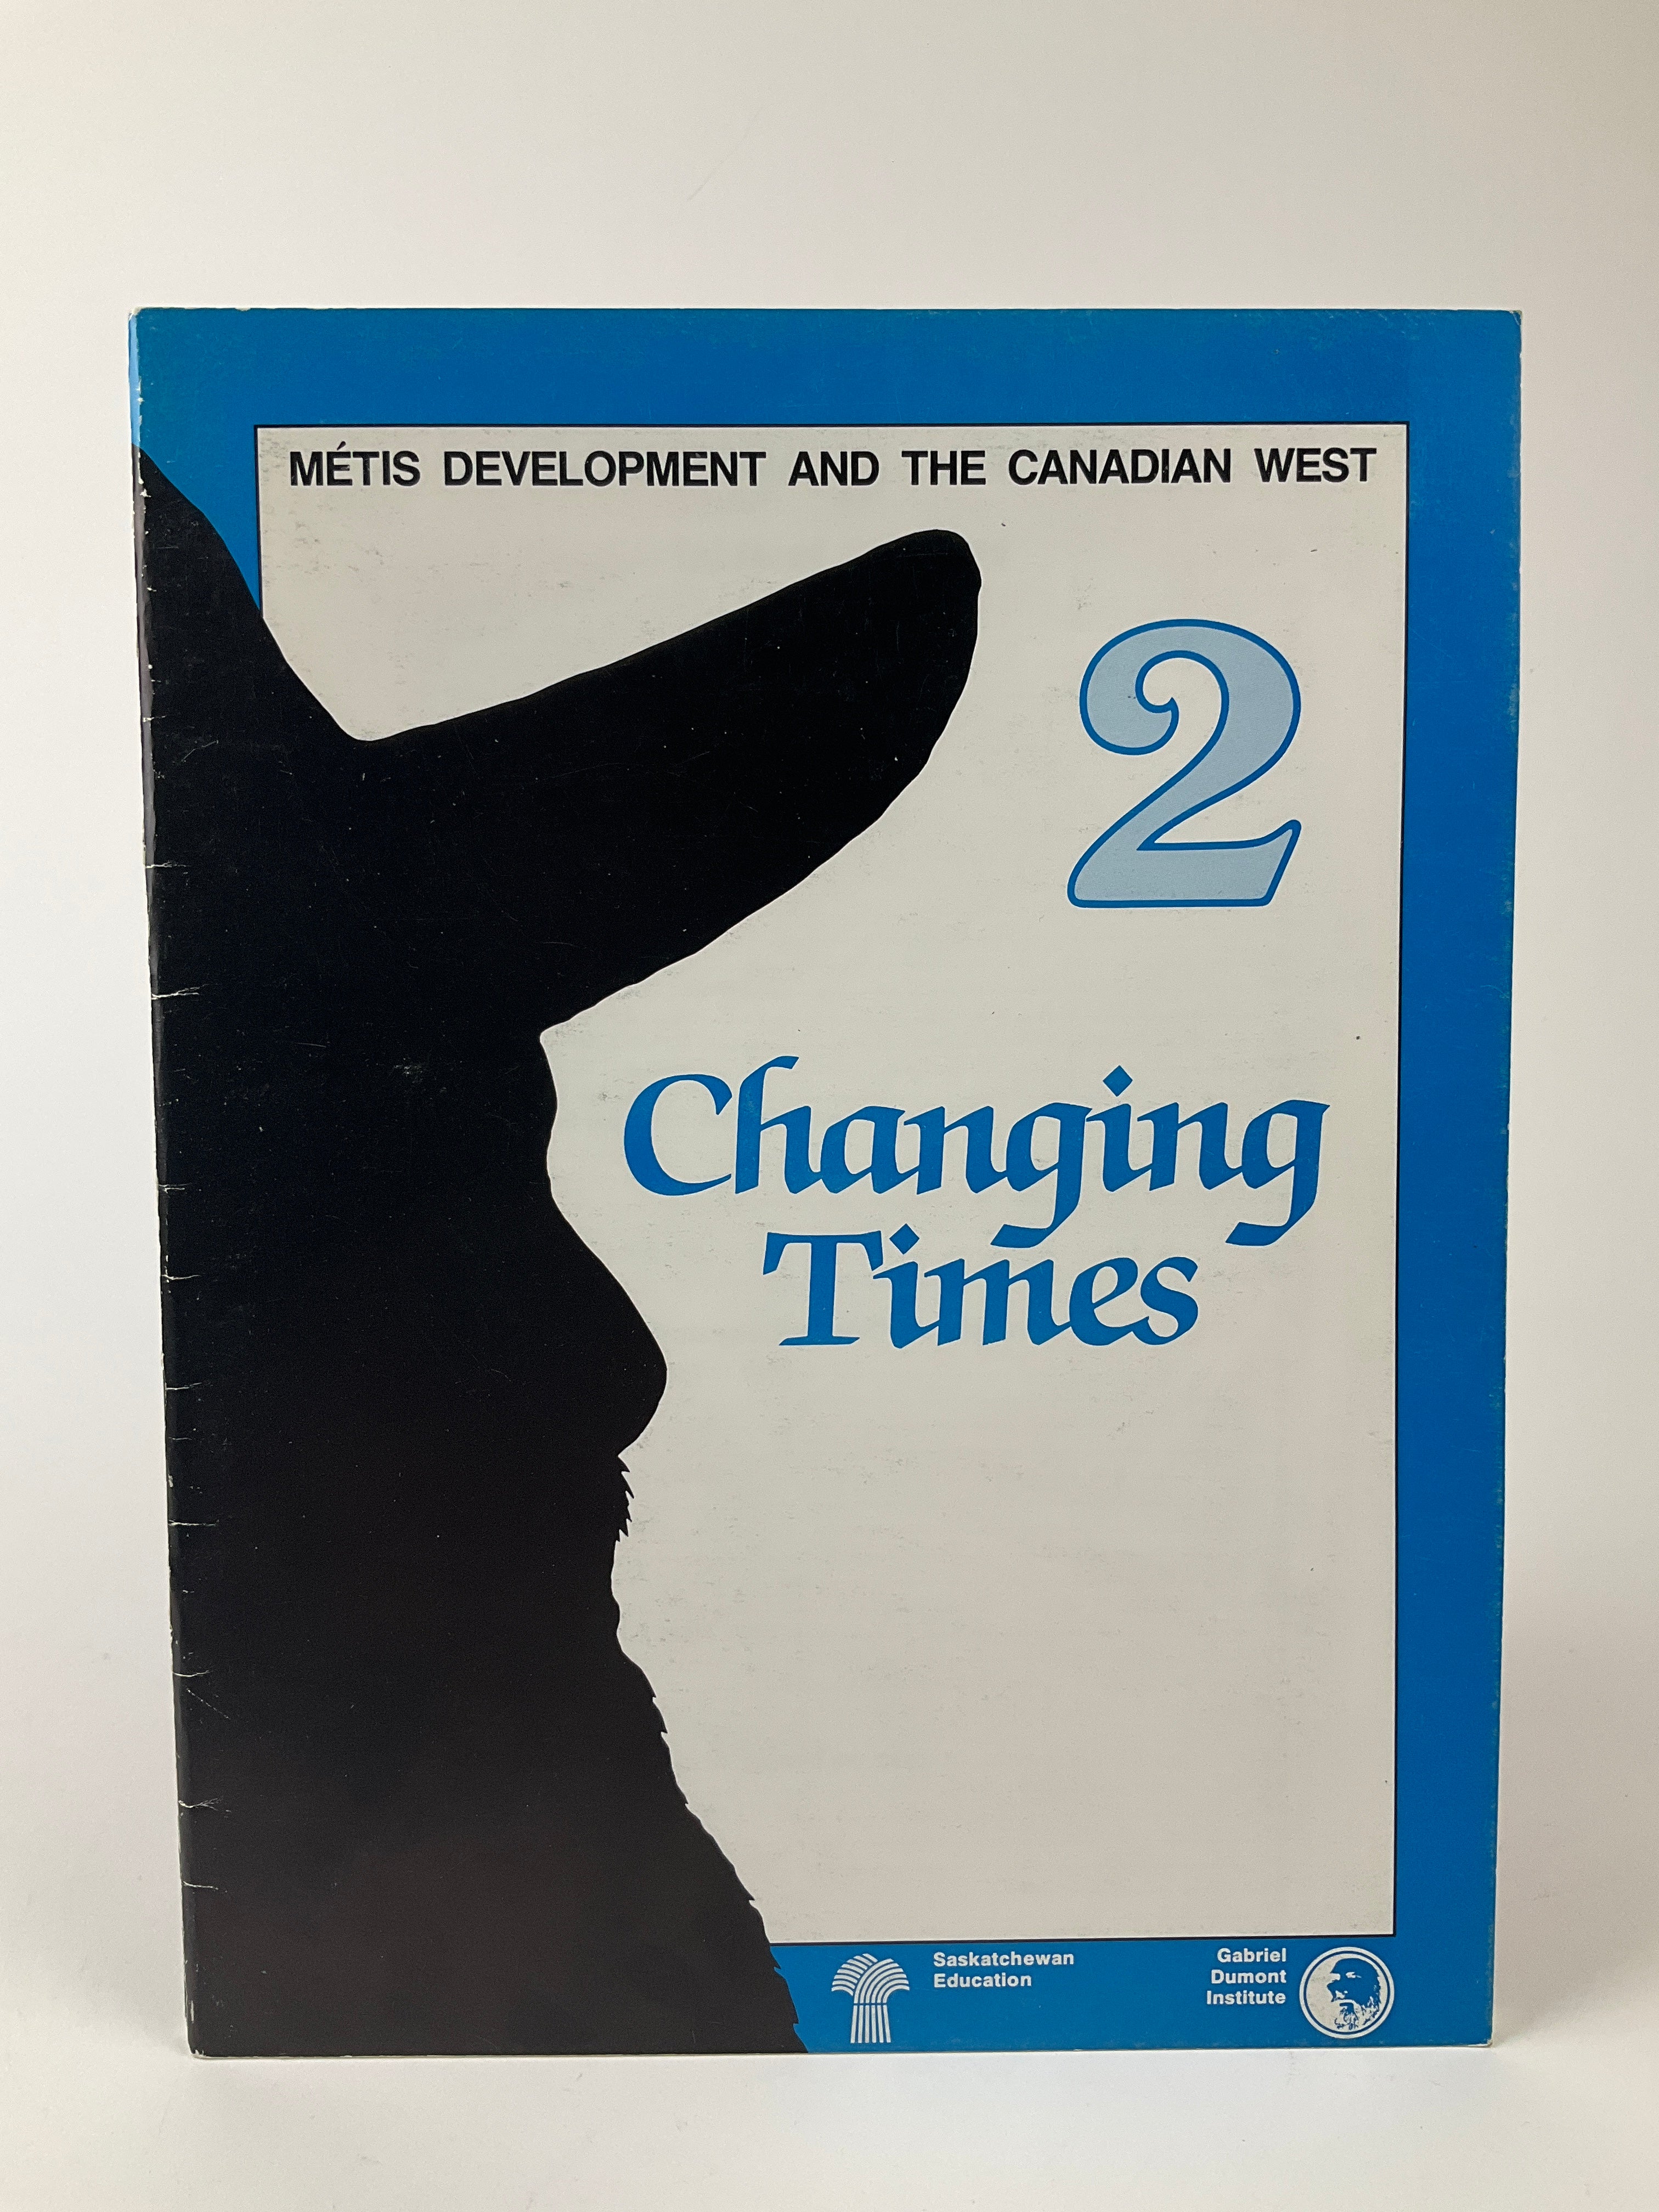 MÉTIS DEVELOPMENT AND THE CANADIAN WEST
2
Changing
Times
Saskatchewan
Education
Gabriel
Dumont
Institute